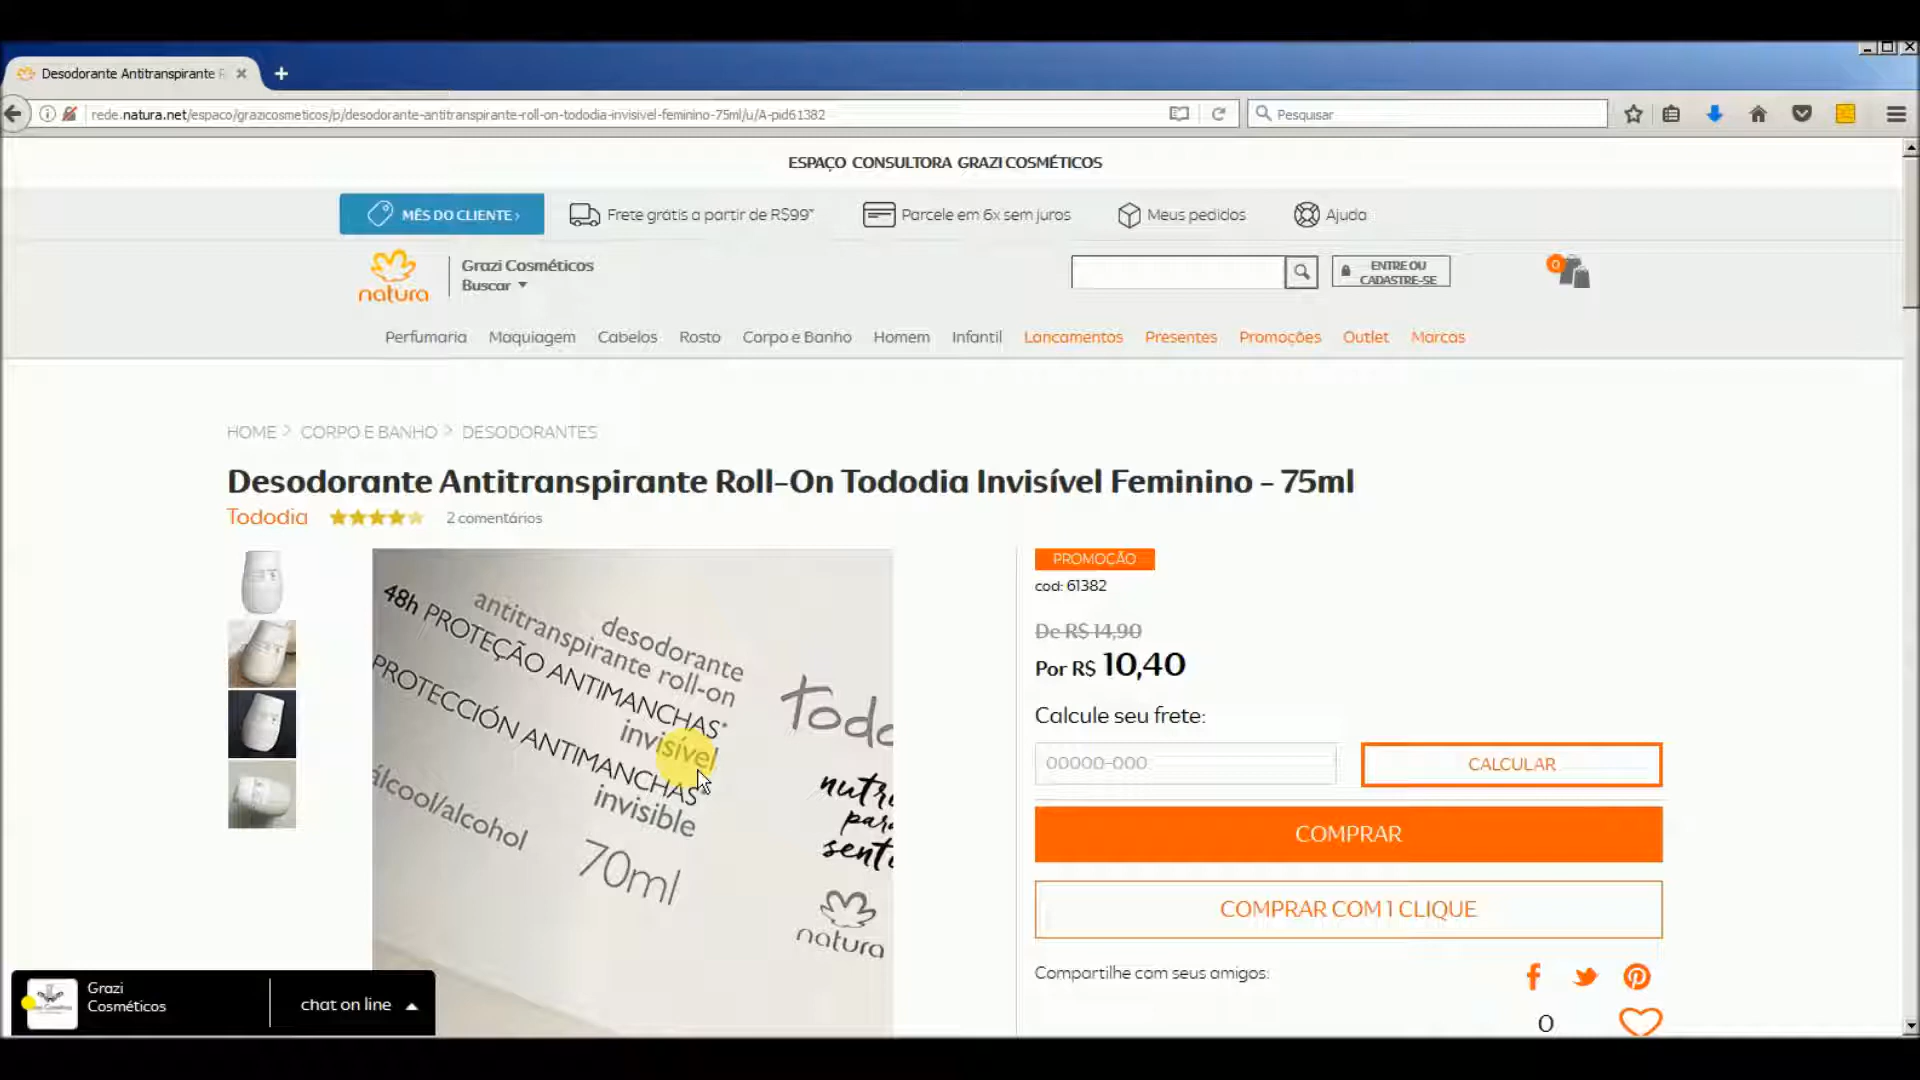 Desodorante Antitranspirante R
rede.natura.net/espaco/grazicosmeticos/p/desodorante-antitranspirante-roll-on-tododia-invisivel-feminino-75ml/u/A-pid61382
Pesquisar
ESPAÇO CONSULTORA GRAZI COSMÉTICOS
MÊS DO CLIENTE ›
Frete grátis a partir de R$99*
Parcele em 6x sem juros
Meus pedidos
Ajuda
natura
Grazi Cosméticos
Buscar
ENTRE OU
CADASTRE-SE
0
Perfumaria Maquiagem Cabelos Rosto Corpo e Banho Homem Infantil Lançamentos Presentes Promoções Outlet Marcas
HOME > CORPO E BANHO > DESODORANTES
Desodorante Antitranspirante Roll-On Tododia Invisível Feminino - 75ml
Tododia
2 comentários
desodorante
antitranspirante roll-on
48h PROTEÇÃO ANTIMANCHAS*
invisível
PROTECCIÓN ANTIMANCHAS*
invisible
álcool/alcohol
70ml
todo
nutri
para
senti
natura
PROMOÇÃO
cod: 61382
De R$ 14,90
Por R$ 10,40
Calcule seu frete:
00000-000
CALCULAR
COMPRAR
COMPRAR COM 1 CLIQUE
Compartilhe com seus amigos:
0
Grazi
Cosméticos
chat on line